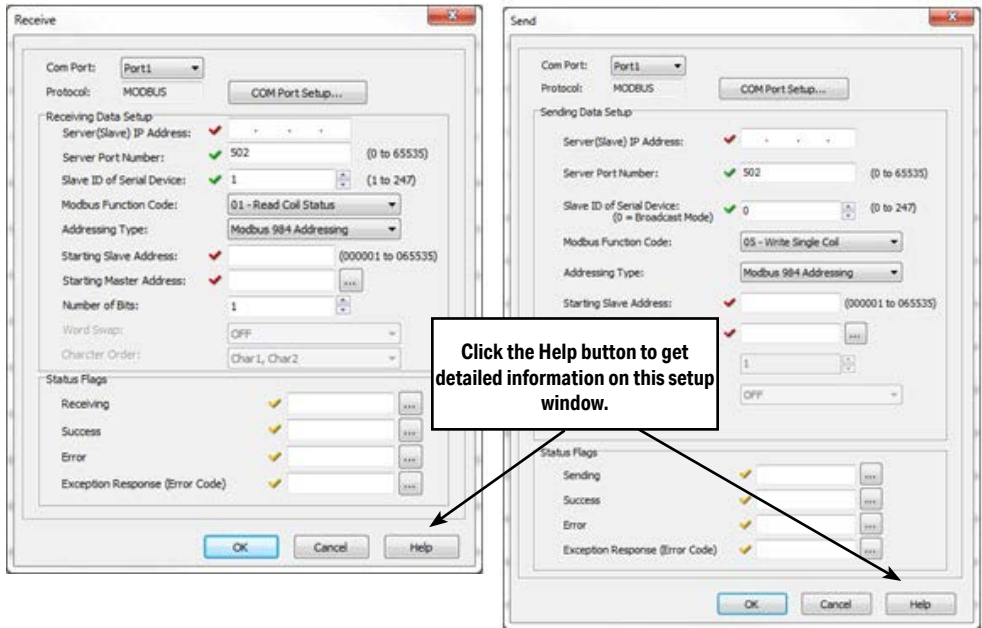 Receive
Com Port: Port1
Protocol: MODBUS COM Port Setup...
Receiving Data Setup
Server(Slave) IP Address: . . .
Server Port Number: 502 (0 to 65535)
Slave ID of Serial Device: 1 (1 to 247)
Modbus Function Code: 01 - Read Coil Status
Addressing Type: Modbus 984 Addressing
Starting Slave Address: (000001 to 065535)
Starting Master Address: ...
Number of Bits: 1
Word Swap: OFF
Charcter Order: Char1, Char2
Status Flags
Receiving ...
Success ...
Error ...
Exception Response (Error Code) ...
OK Cancel Help
Send
Com Port: Port1
Protocol: MODBUS COM Port Setup...
Sending Data Setup
Server(Slave) IP Address: . . .
Server Port Number: 502 (0 to 65535)
Slave ID of Serial Device: 0 (0 to 247)
(0 = Broadcast Mode)
Modbus Function Code: 05 - Write Single Coil
Addressing Type: Modbus 984 Addressing
Starting Slave Address: (000001 to 065535)
...
1
OFF
Status Flags
Sending ...
Success ...
Error ...
Exception Response (Error Code) ...
OK Cancel Help
Click the Help button to get
detailed information on this setup
window.